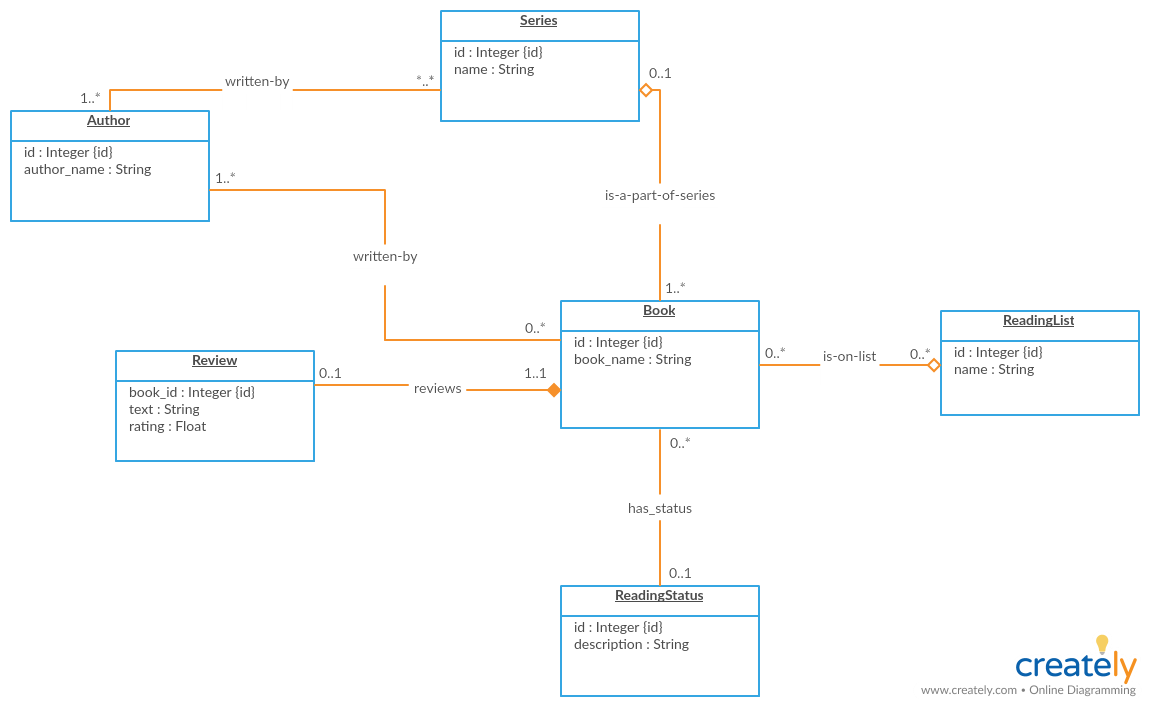 Series
id : Integer {id}
name : String
0..1
written-by
*..*
1..*
Author
id : Integer {id}
author_name : String
1..*
is-a-part-of-series
written-by
1..*
Book
id : Integer {id}
book_name : String
0..*
ReadingList
id : Integer {id}
name : String
0..*
is-on-list
0..*
Review
book_id : Integer {id}
text : String
rating : Float
0..1
reviews
1..1
0..*
has_status
0..1
ReadingStatus
id : Integer {id}
description : String
creately
www.creately.com • Online Diagramming